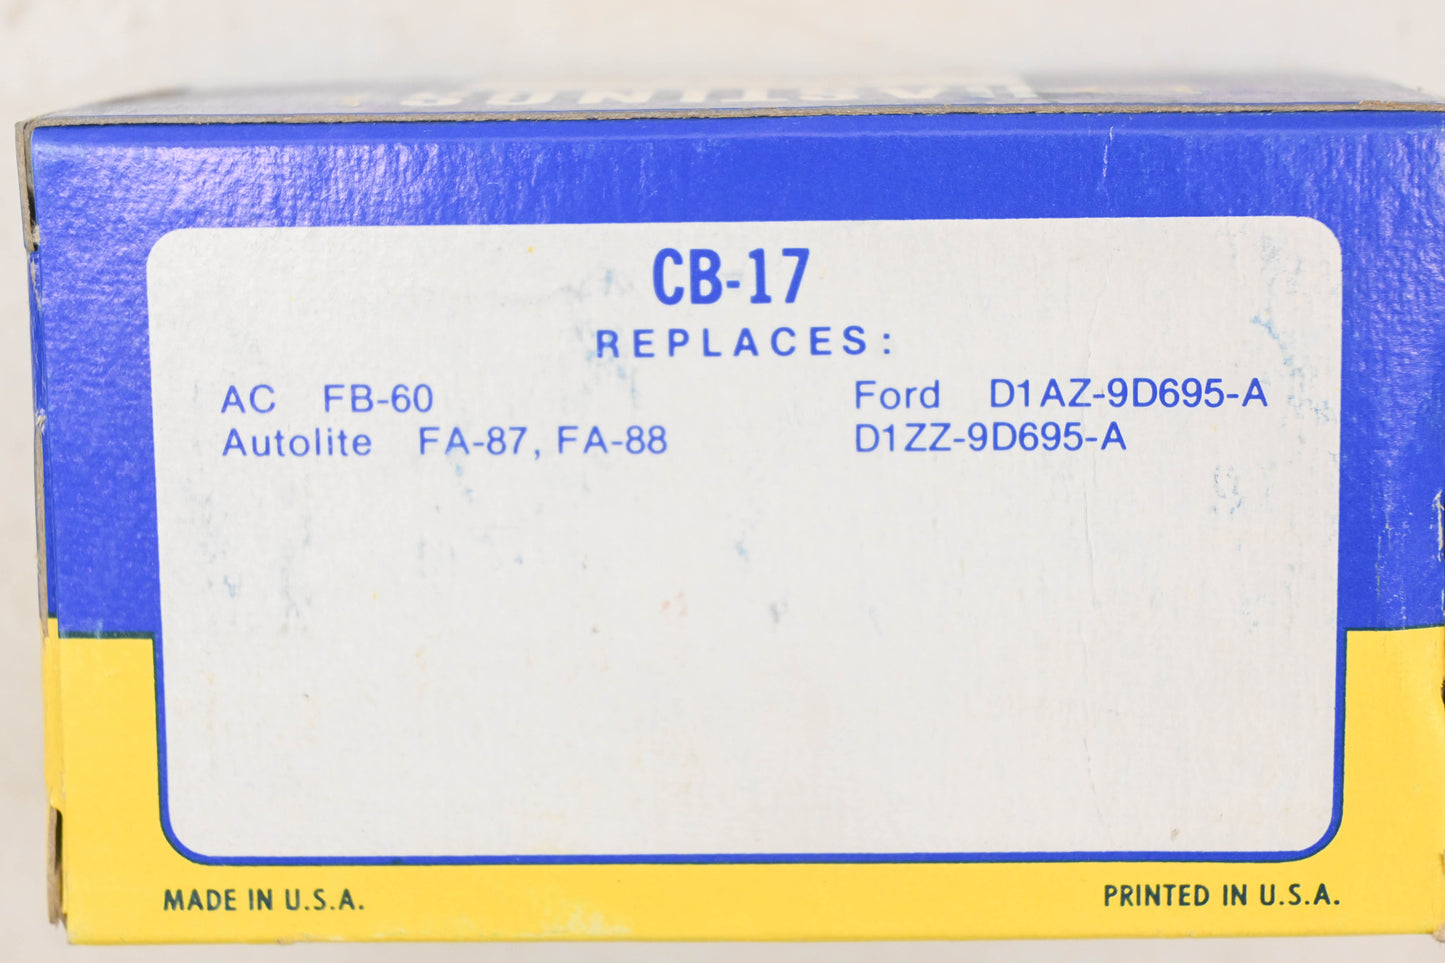 CB-17
REPLACES:
AC FB-60
Autolite FA-87, FA-88
Ford D1AZ-9D695-A
D1ZZ-9D695-A
MADE IN U.S.A.
PRINTED IN U.S.A.